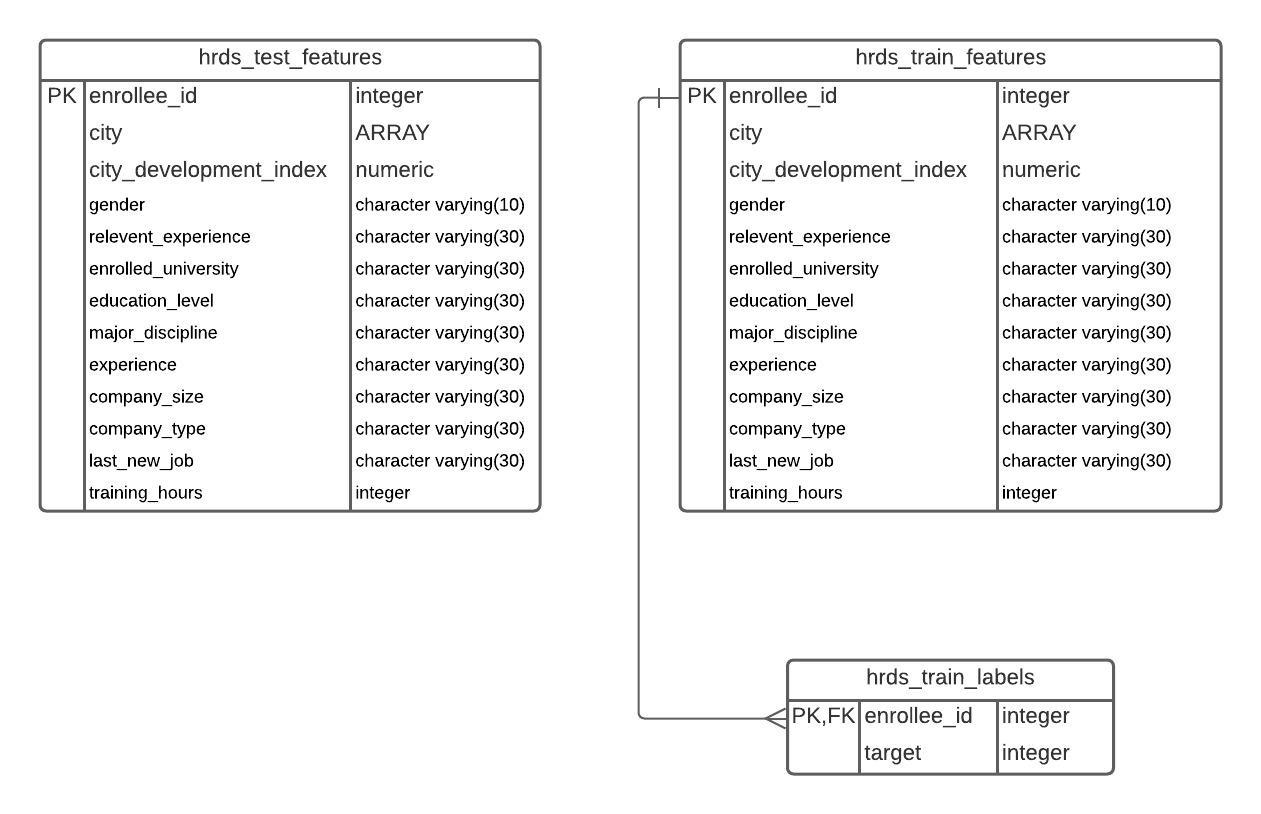 hrds_test_features
PK enrollee_id integer
city ARRAY
city_development_index numeric
gender character varying(10)
relevent_experience character varying(30)
enrolled_university character varying(30)
education_level character varying(30)
major_discipline character varying(30)
experience character varying(30)
company_size character varying(30)
company_type character varying(30)
last_new_job character varying(30)
training_hours integer
hrds_train_features
PK enrollee_id integer
city ARRAY
city_development_index numeric
gender character varying(10)
relevent_experience character varying(30)
enrolled_university character varying(30)
education_level character varying(30)
major_discipline character varying(30)
experience character varying(30)
company_size character varying(30)
company_type character varying(30)
last_new_job character varying(30)
training_hours integer
hrds_train_labels
PK,FK enrollee_id integer
target integer